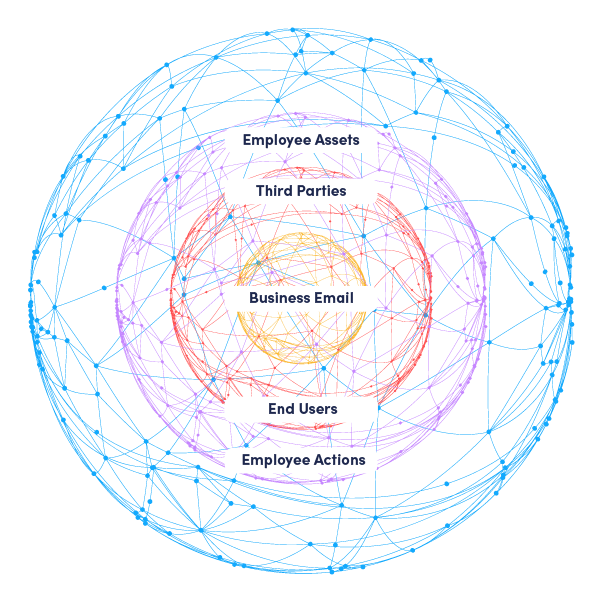 Employee Assets
Third Parties
Business Email
End Users
Employee Actions